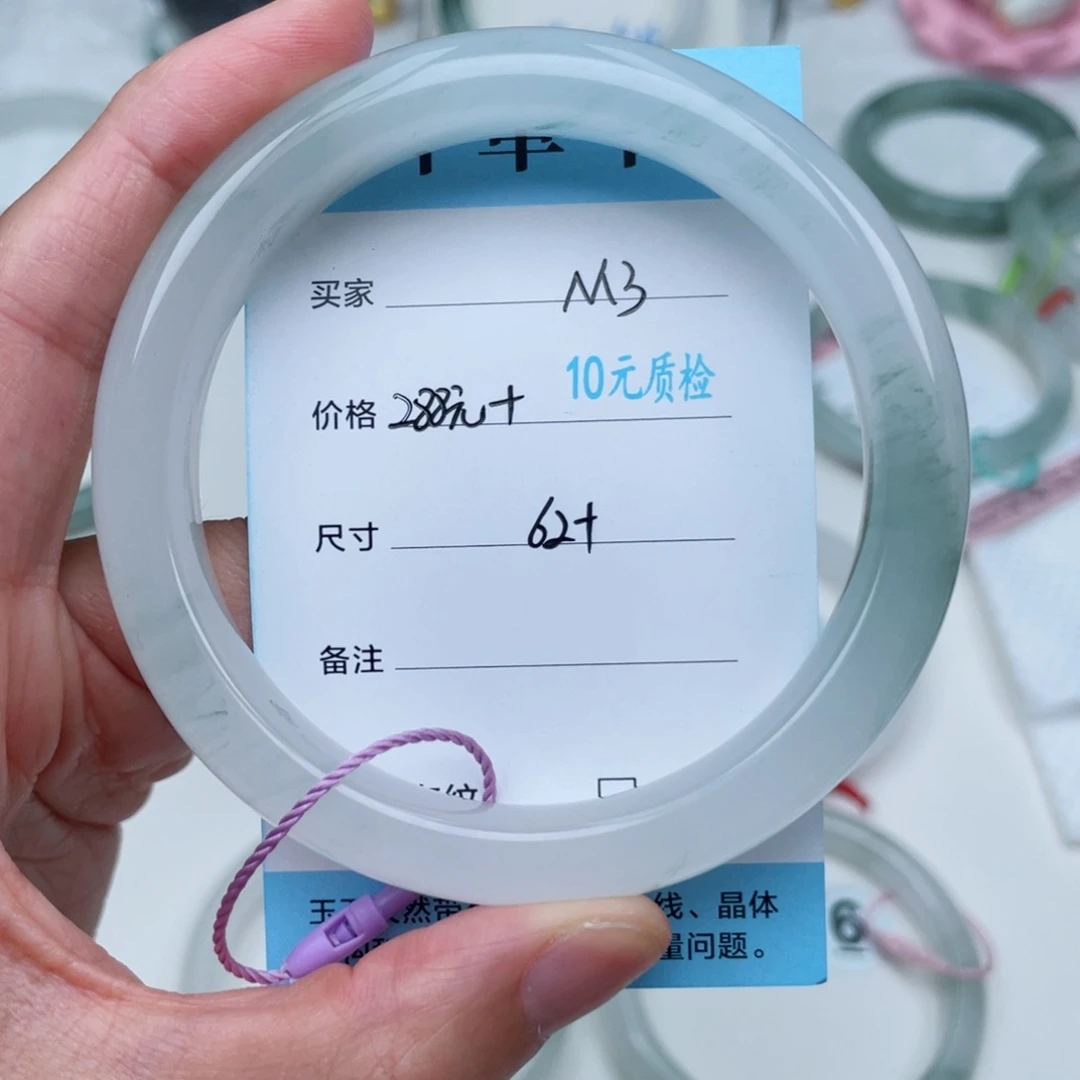 买家 M3
价格 288元+ 10元质检
尺寸 62+
备注
线、晶体
量问题。
6